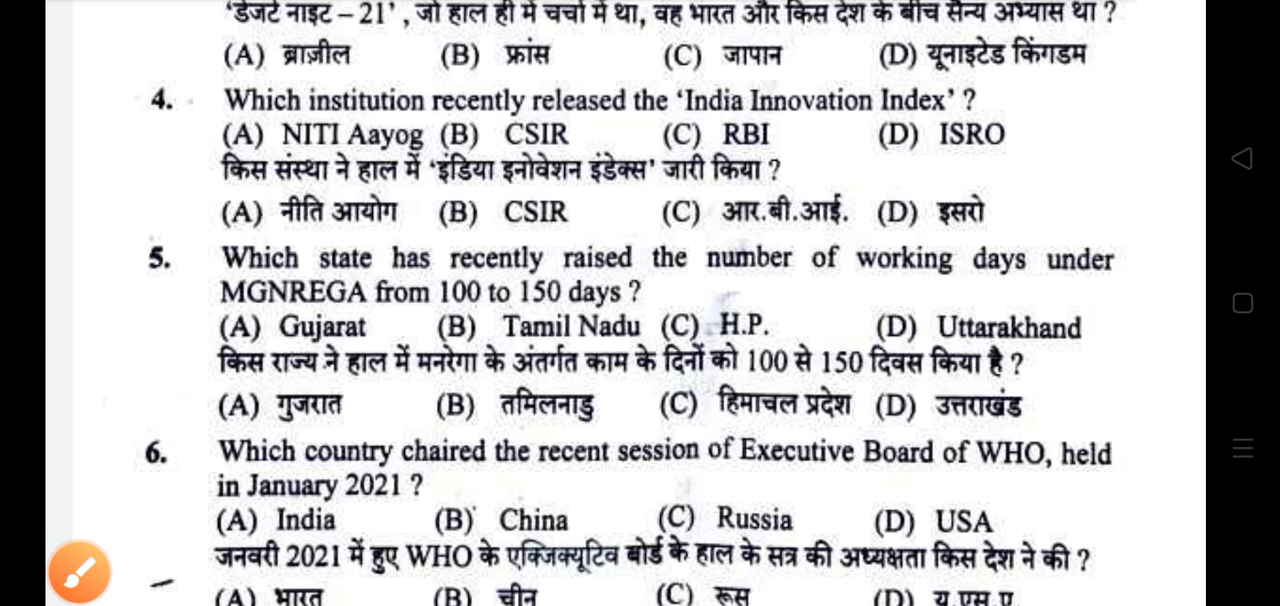 'डेजर्ट नाइट – 21', जो हाल ही में चर्चा में था, वह भारत और किस देश के बीच सैन्य अभ्यास था ?
(A) ब्राज़ील (B) फ्रांस (C) जापान (D) यूनाइटेड किंगडम
4. Which institution recently released the 'India Innovation Index' ?
(A) NITI Aayog (B) CSIR (C) RBI (D) ISRO
किस संस्था ने हाल में 'इंडिया इनोवेशन इंडेक्स' जारी किया ?
(A) नीति आयोग (B) CSIR (C) आर.बी.आई. (D) इसरो
5. Which state has recently raised the number of working days under
MGNREGA from 100 to 150 days ?
(A) Gujarat (B) Tamil Nadu (C) H.P. (D) Uttarakhand
किस राज्य ने हाल में मनरेगा के अंतर्गत काम के दिनों को 100 से 150 दिवस किया है ?
(A) गुजरात (B) तमिलनाडु (C) हिमाचल प्रदेश (D) उत्तराखंड
6. Which country chaired the recent session of Executive Board of WHO, held
in January 2021 ?
(A) India (B) China (C) Russia (D) USA
जनवरी 2021 में हुए WHO के एक्जिक्यूटिव बोर्ड के हाल के सत्र की अध्यक्षता किस देश ने की ?
(A) भारत (B) चीन (C) रूस (D) यू.एस.ए.